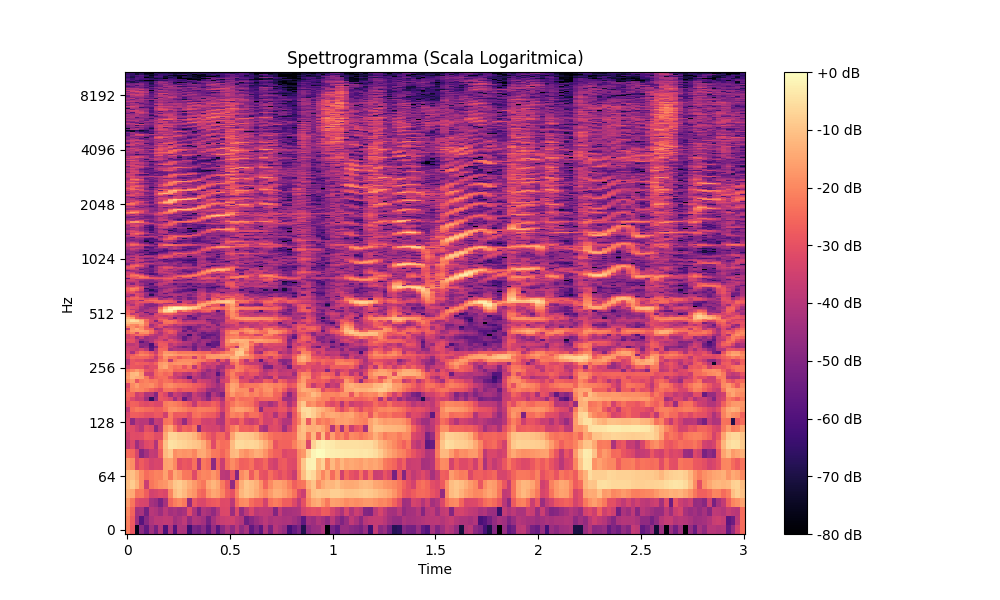 Spettrogramma (Scala Logaritmica)
8192
4096
2048
1024
512
256
128
64
0
Hz
0
0.5
1
1.5
2
2.5
3
Time
+0 dB
-10 dB
-20 dB
-30 dB
-40 dB
-50 dB
-60 dB
-70 dB
-80 dB